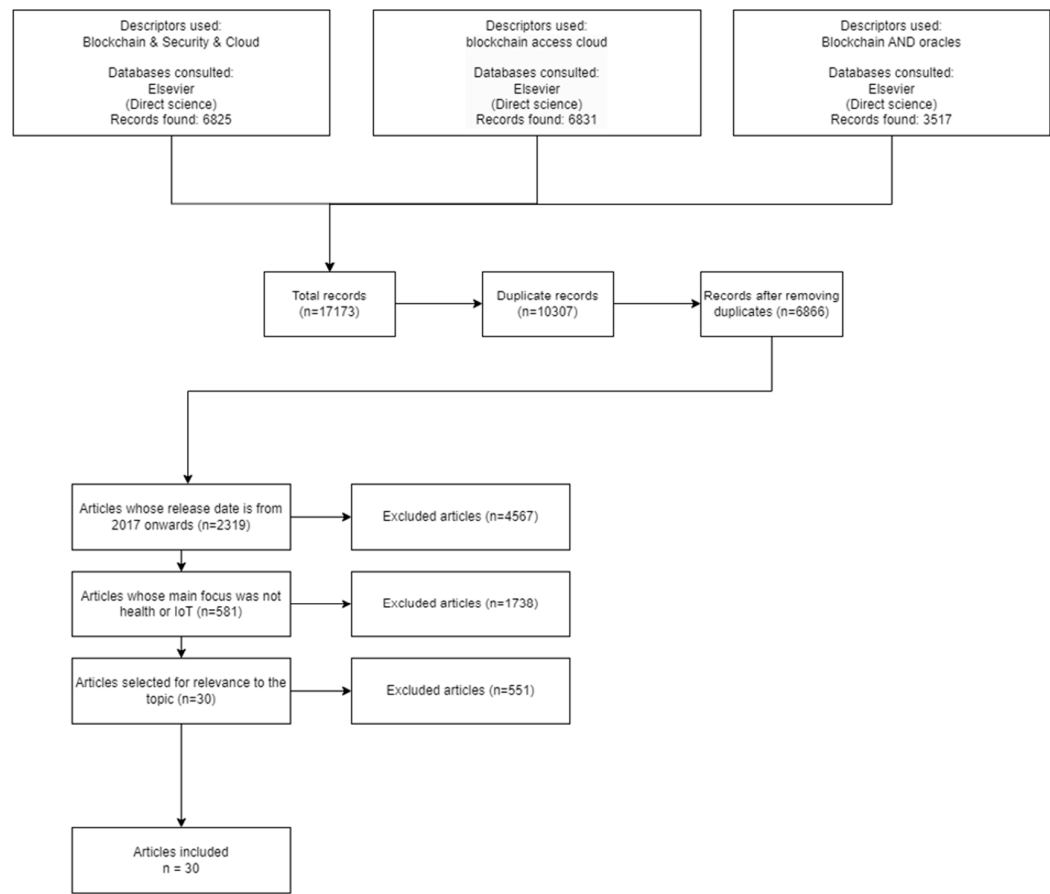 Descriptors used:
Blockchain & Security & Cloud
Databases consulted:
Elsevier
(Direct science)
Records found: 6825
Descriptors used:
blockchain access cloud
Databases consulted:
Elsevier
(Direct science)
Records found: 6831
Descriptors used:
Blockchain AND oracles
Databases consulted:
Elsevier
(Direct science)
Records found: 3517
Total records
(n=17173)
Duplicate records
(n=10307)
Records after removing
duplicates (n=6866)
Articles whose release date is from
2017 onwards (n=2319)
Excluded articles (n=4567)
Articles whose main focus was not
health or IoT (n=581)
Excluded articles (n=1738)
Articles selected for relevance to the
topic (n=30)
Excluded articles (n=551)
Articles included
n = 30